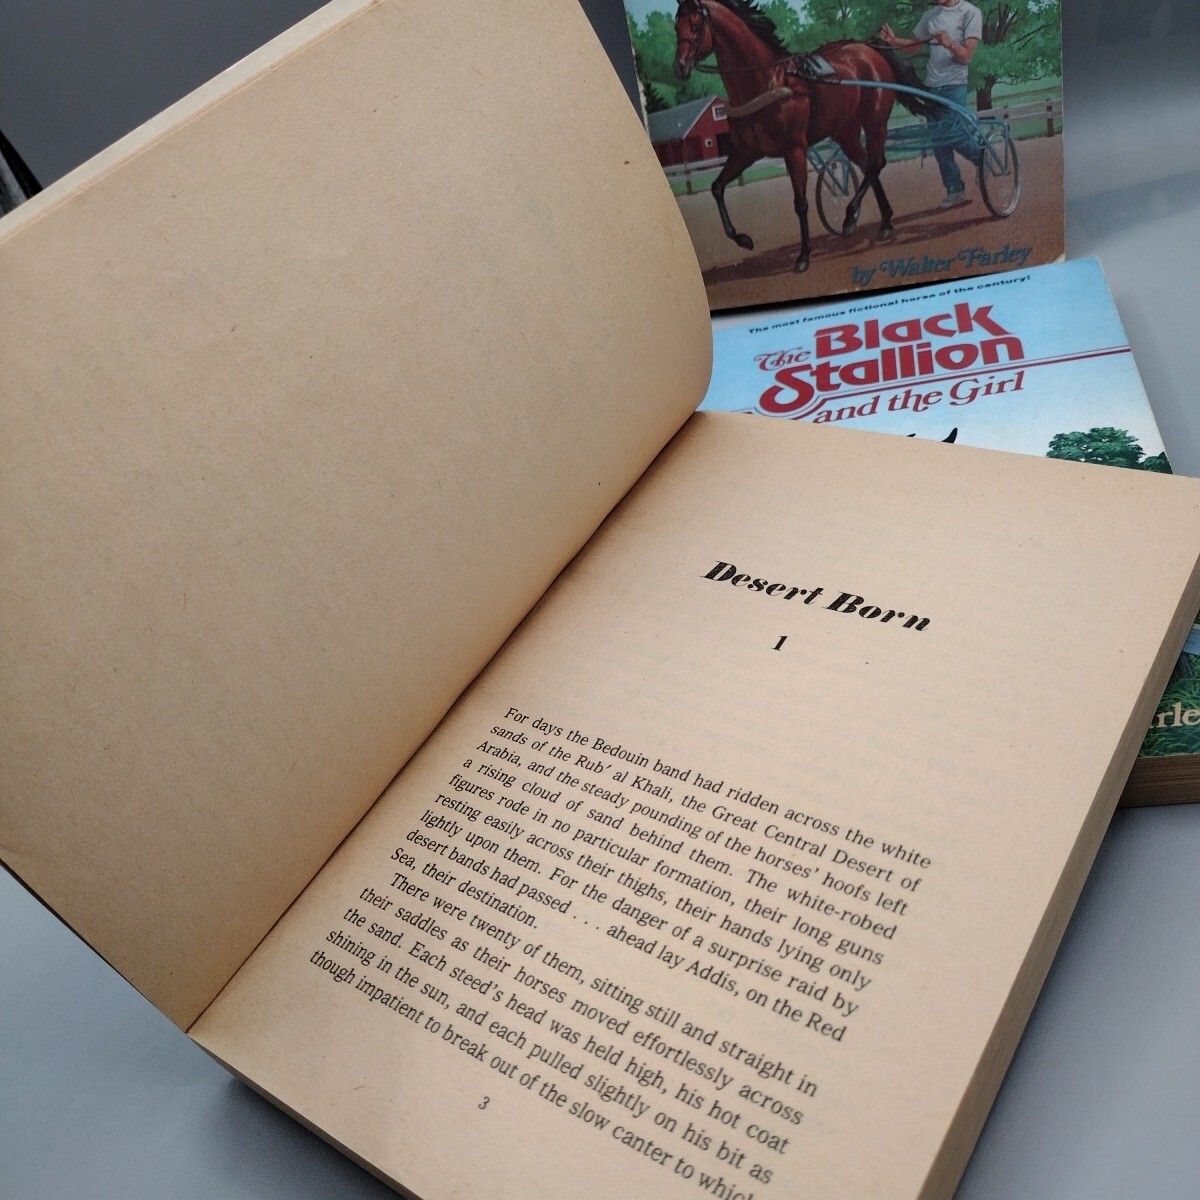 by Walter Farley
The most famous fictional horse of the century!
The Black
Stallion
and the Girl
Desert Born
1
For days the Bedouin band had ridden across the white
sands of the Rub' al Khali, the Great Central Desert of
Arabia, and the steady pounding of the horses' hoofs left
a rising cloud of sand behind them. The white-robed
figures rode in no particular formation, their long guns
resting easily across their thighs, their hands lying only
lightly upon them. For the danger of a surprise raid by
desert bands had passed . . . ahead lay Addis, on the Red
Sea, their destination.
There were twenty of them, sitting still and straight in
their saddles as their horses moved effortlessly across
the sand. Each steed's head was held high, his hot coat
shining in the sun, and each pulled slightly on his bit as
though impatient to break out of the slow canter to which
3